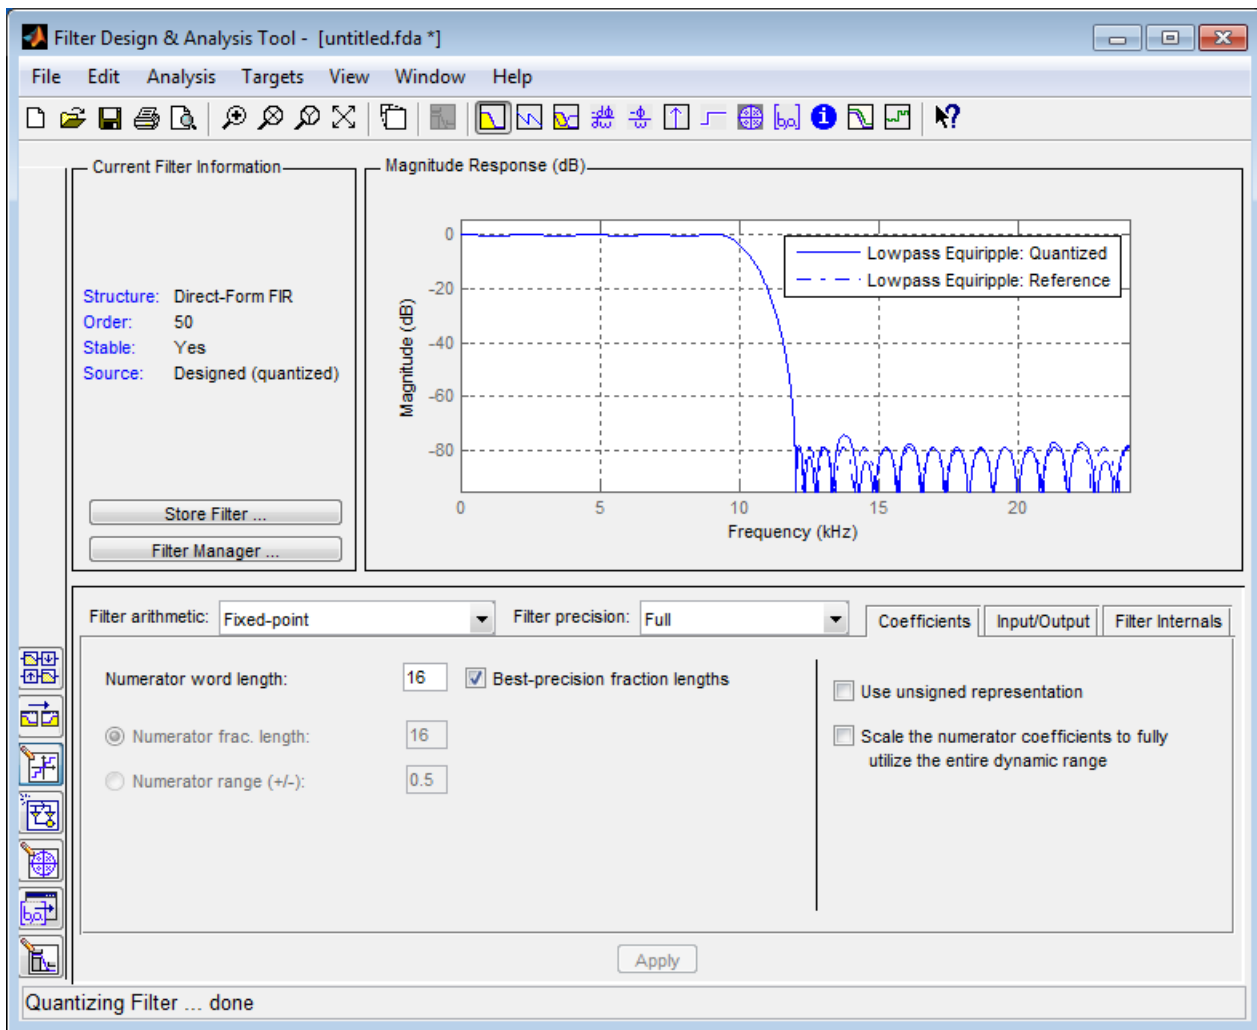 Filter Design & Analysis Tool - [untitled.fda *]
File Edit Analysis Targets View Window Help
Current Filter Information
Structure: Direct-Form FIR
Order: 50
Stable: Yes
Source: Designed (quantized)
Store Filter ...
Filter Manager ...
Magnitude Response (dB)
Magnitude (dB)
0
-20
-40
-60
-80
Lowpass Equiripple: Quantized
Lowpass Equiripple: Reference
0 5 10 15 20
Frequency (kHz)
Filter arithmetic: Fixed-point Filter precision: Full Coefficients Input/Output Filter Internals
Numerator word length: 16 Best-precision fraction lengths
Numerator frac. length: 16
Numerator range (+/-): 0.5
Use unsigned representation
Scale the numerator coefficients to fully
utilize the entire dynamic range
Apply
Quantizing Filter ... done